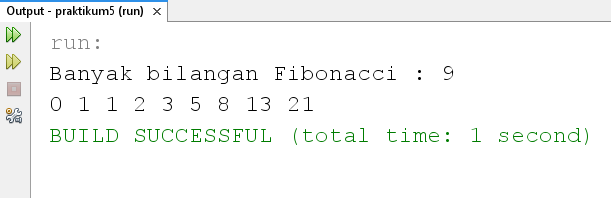 Output - praktikum5 (run) ×
run:
Banyak bilangan Fibonacci : 9
0 1 1 2 3 5 8 13 21
BUILD SUCCESSFUL (total time: 1 second)